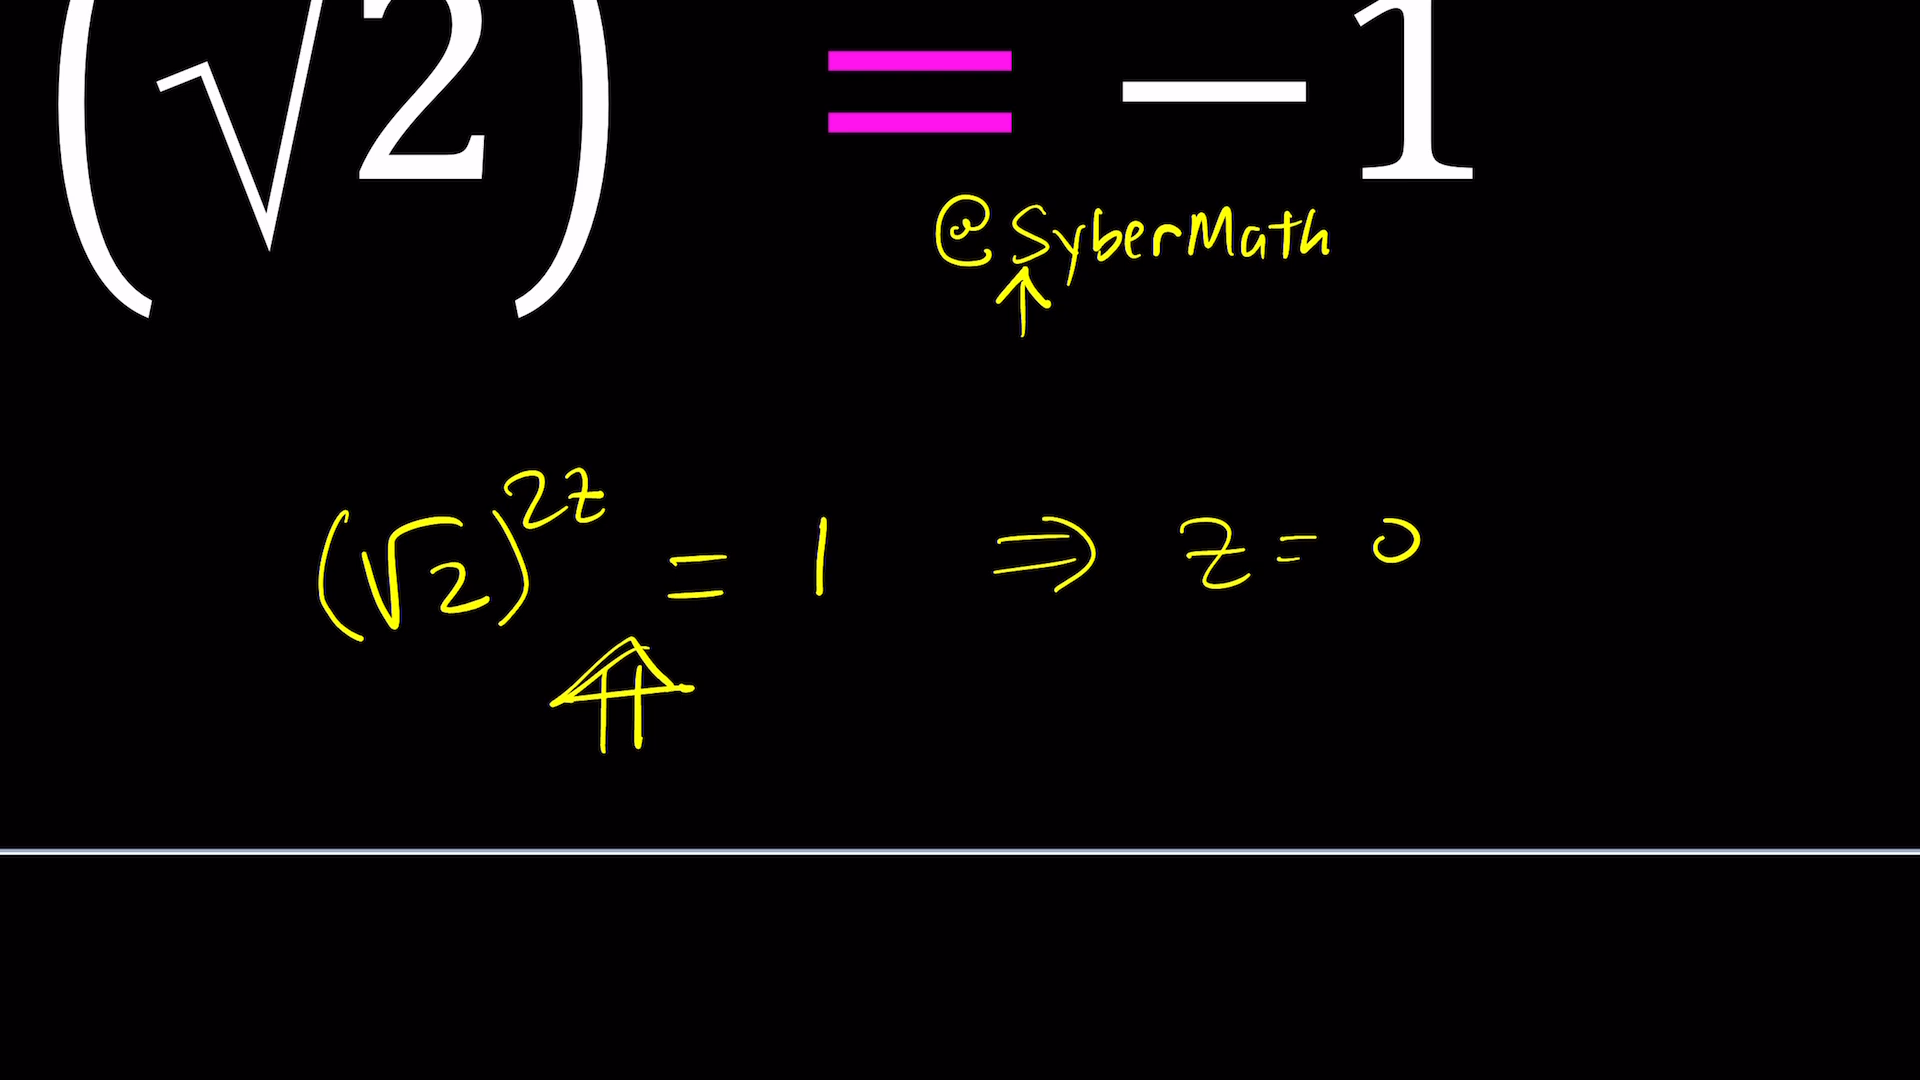 (√2) = −1
@SyberMath
(√2)^{2z} = 1 ⇒ z = 0